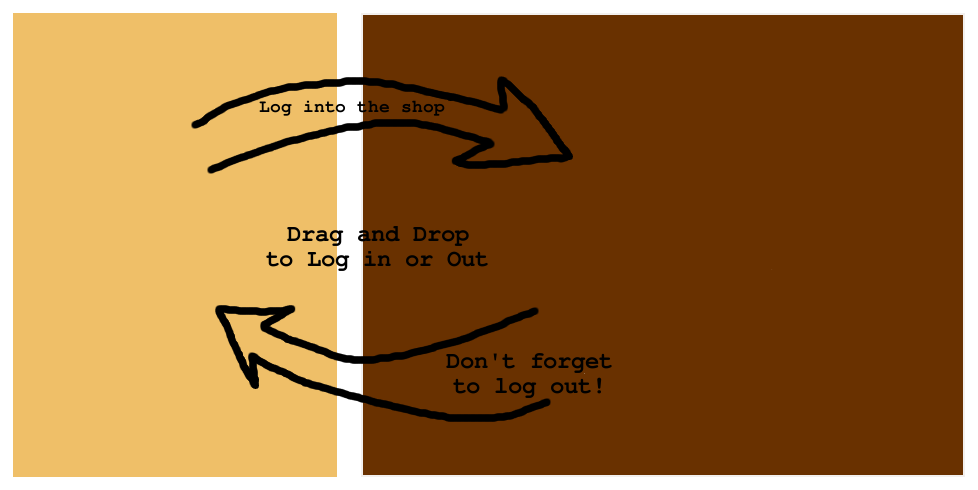 Log into the shop
Drag and Drop
to Log in or Out
Don't forget
to log out!